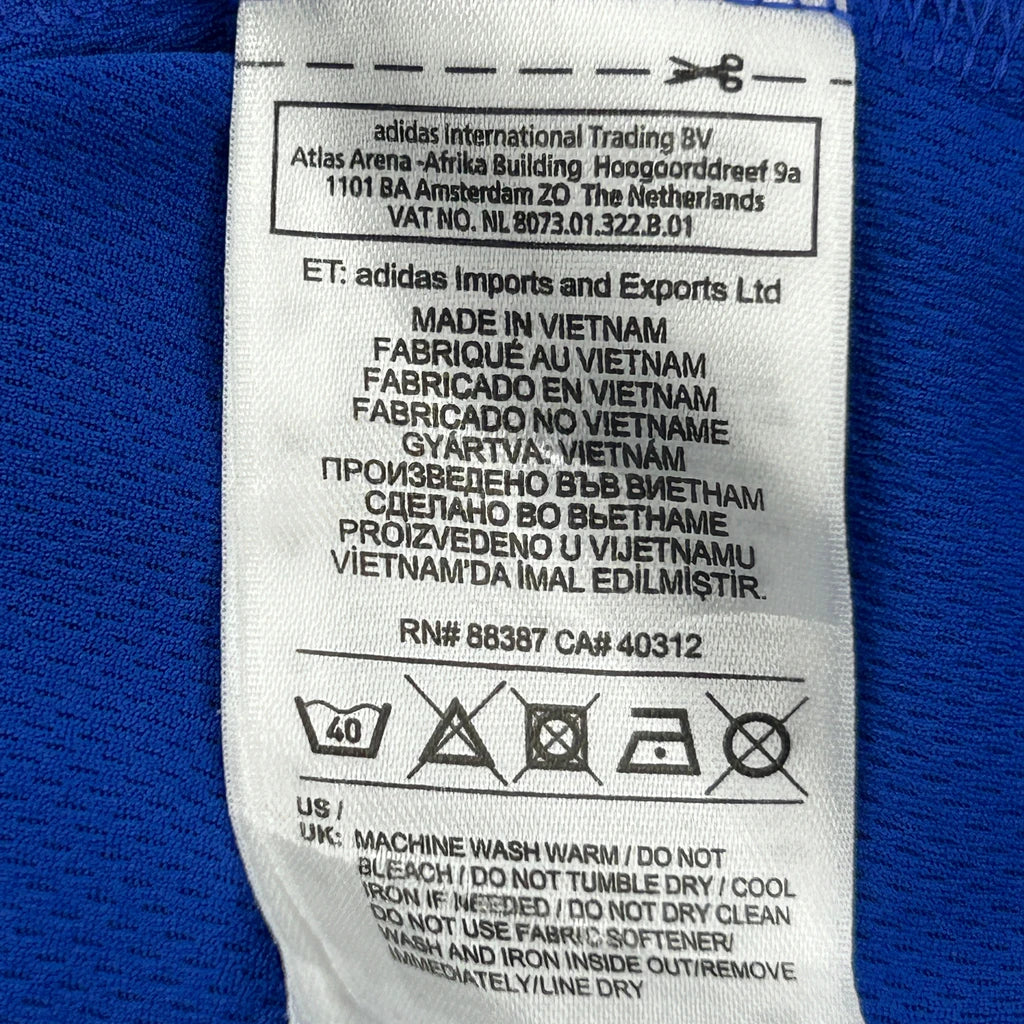 adidas International Trading BV
Atlas Arena -Afrika Building Hoogoorddreef 9a
1101 BA Amsterdam ZO The Netherlands
VAT NO. NL 8073.01.322.B.01
ET: adidas Imports and Exports Ltd
MADE IN VIETNAM
FABRIQUÉ AU VIETNAM
FABRICADO EN VIETNAM
FABRICADO NO VIETNAME
GYÁRTVA: VIETNÁM
ПРОИЗВЕДЕНО ВЪВ ВИЕТНАМ
СДЕЛАНО ВО ВЬЕТНАМЕ
PROIZVEDENO U VIJETNAMU
VİETNAM'DA İMAL EDİLMİŞTİR.
RN# 88387 CA# 40312
40
US /
UK: MACHINE WASH WARM / DO NOT
BLEACH / DO NOT TUMBLE DRY / COOL
IRON IF NEEDED / DO NOT DRY CLEAN
DO NOT USE FABRIC SOFTENER/
WASH AND IRON INSIDE OUT/REMOVE
IMMEDIATELY/LINE DRY